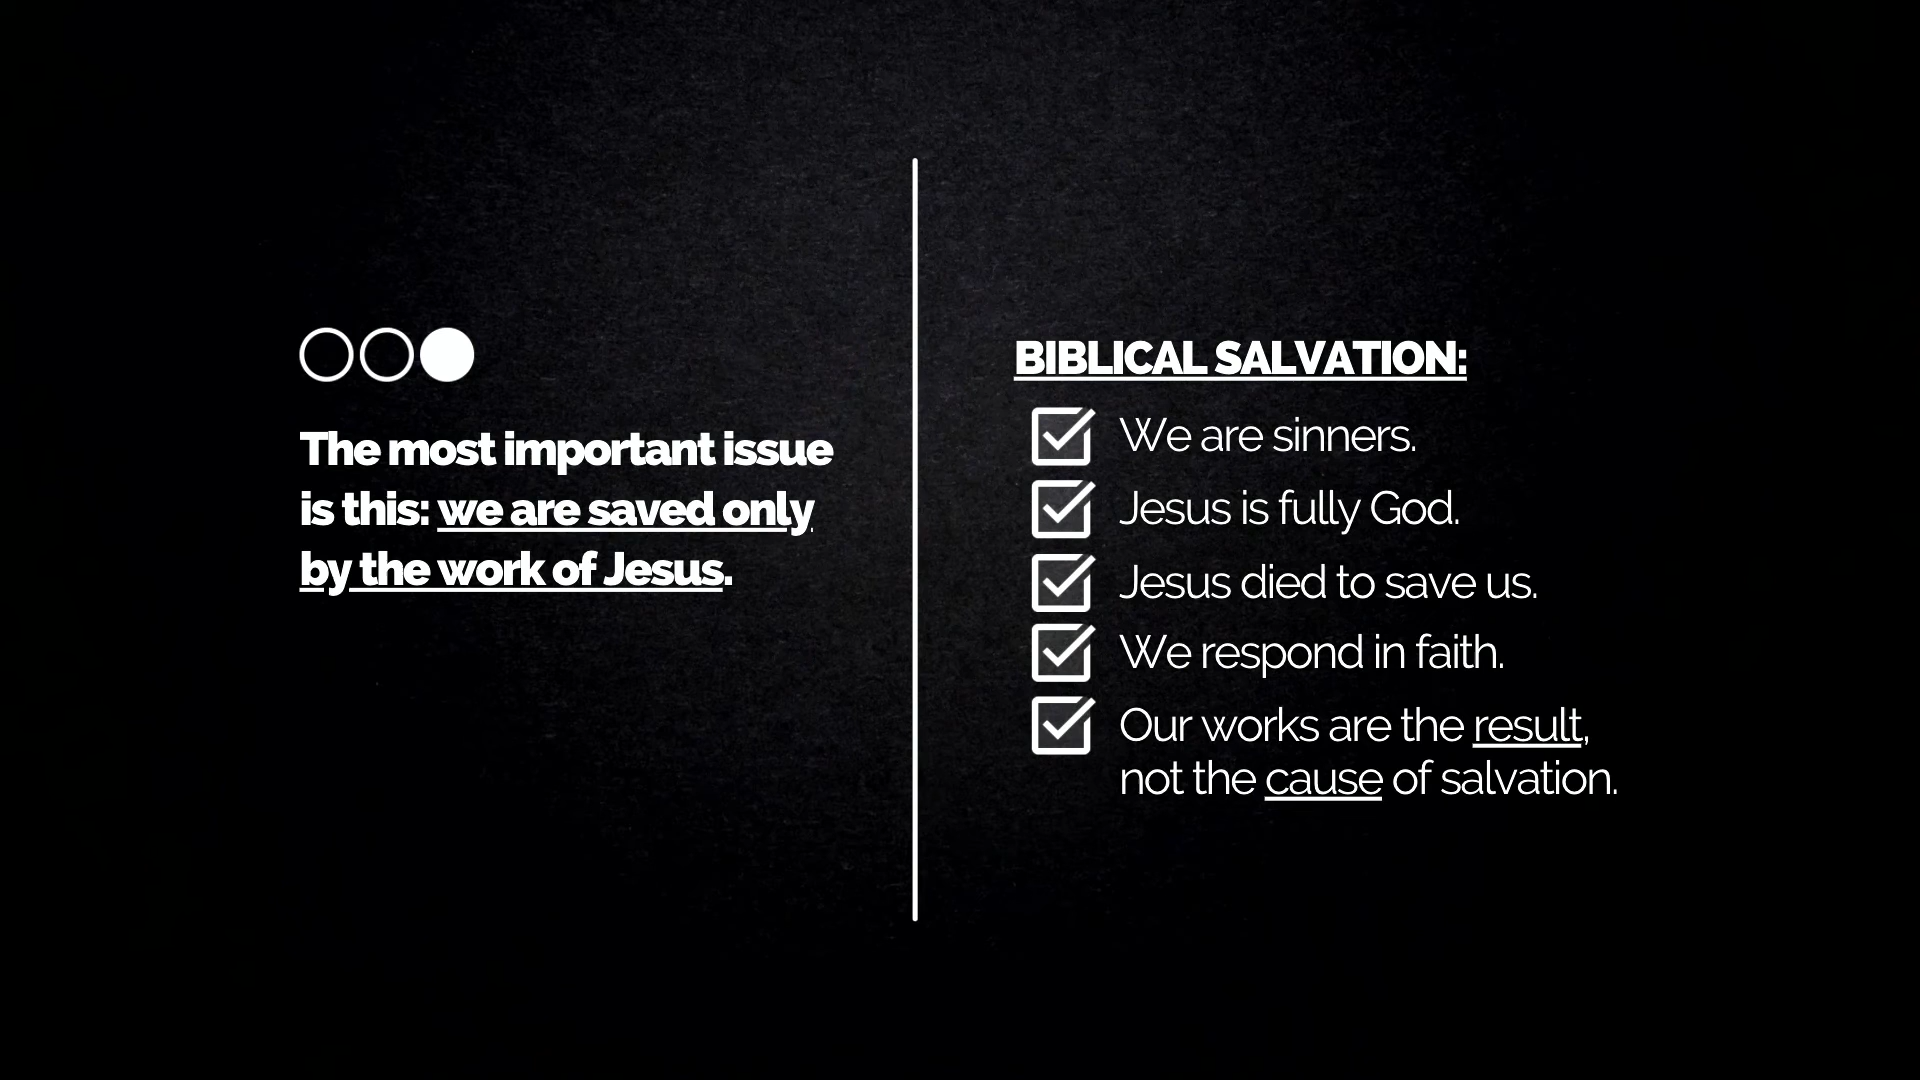 The most important issue
is this: we are saved only
by the work of Jesus.
BIBLICAL SALVATION:
We are sinners.
Jesus is fully God.
Jesus died to save us.
We respond in faith.
Our works are the result,
not the cause of salvation.